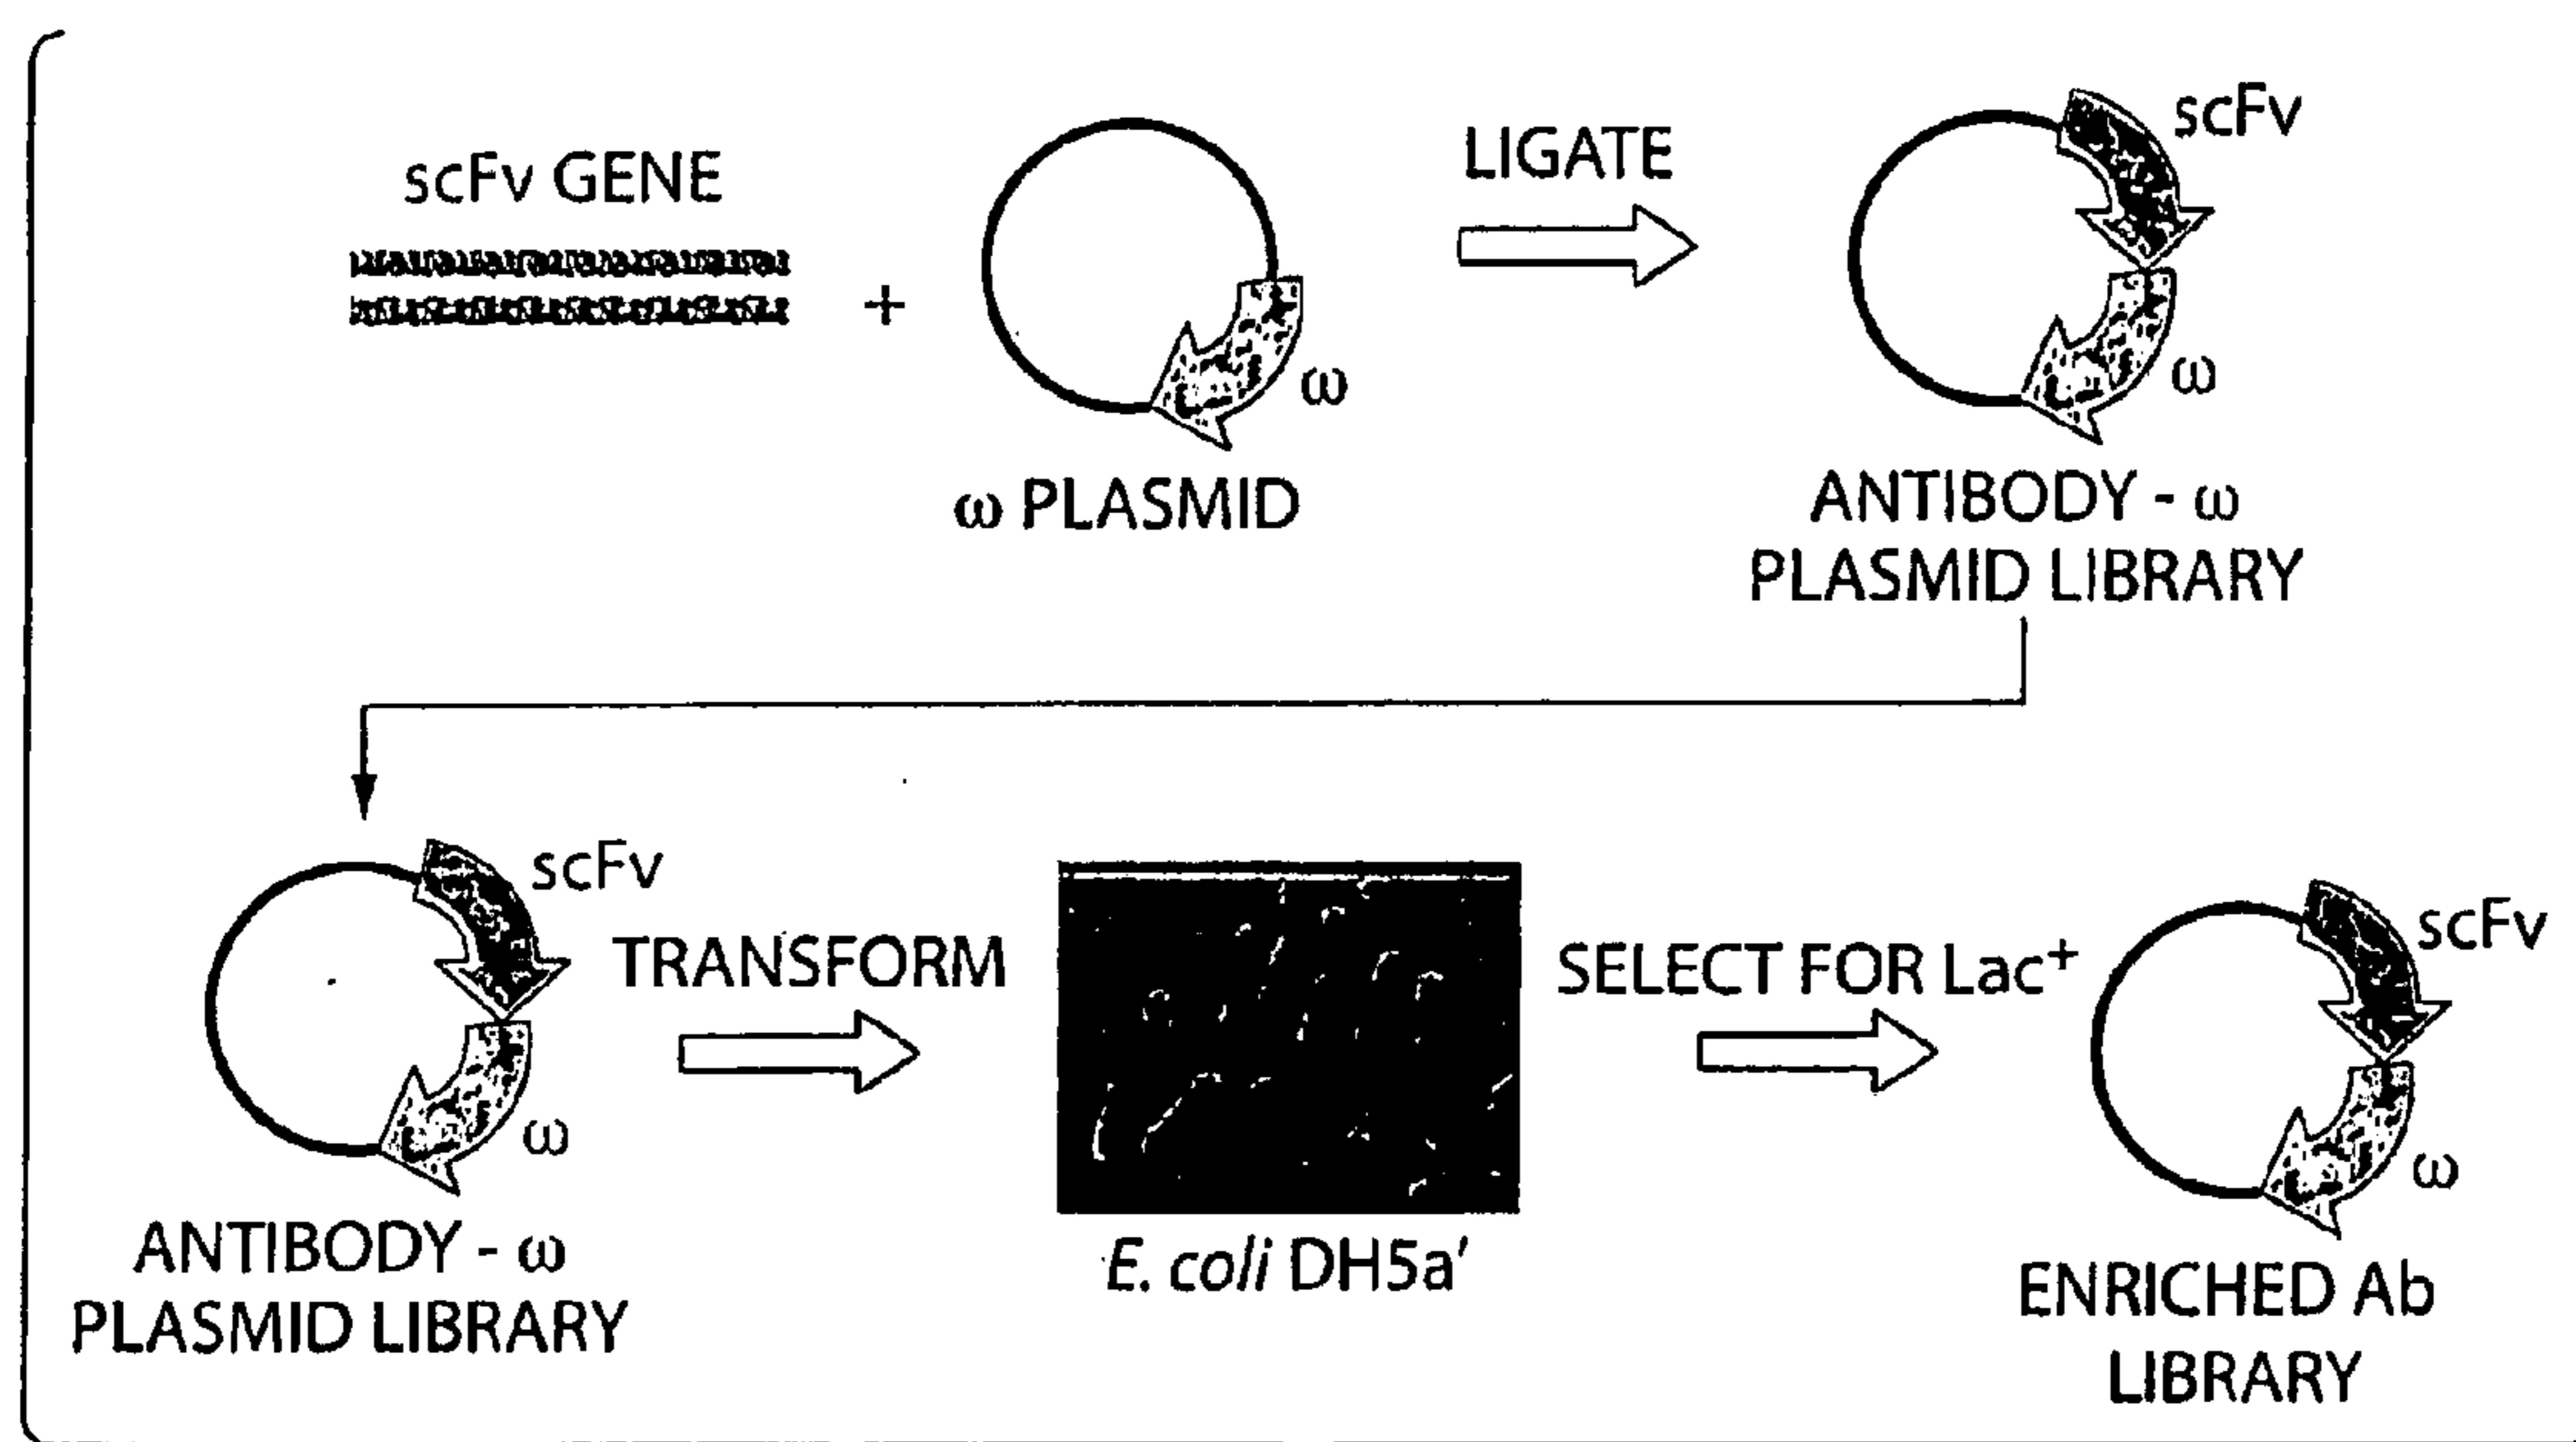 scFv GENE
+
ω
ω PLASMID
LIGATE
scFv
ω
ANTIBODY - ω
PLASMID LIBRARY
scFv
ω
ANTIBODY - ω
PLASMID LIBRARY
TRANSFORM
E. coli DH5a'
SELECT FOR Lac⁺
scFv
ω
ENRICHED Ab
LIBRARY